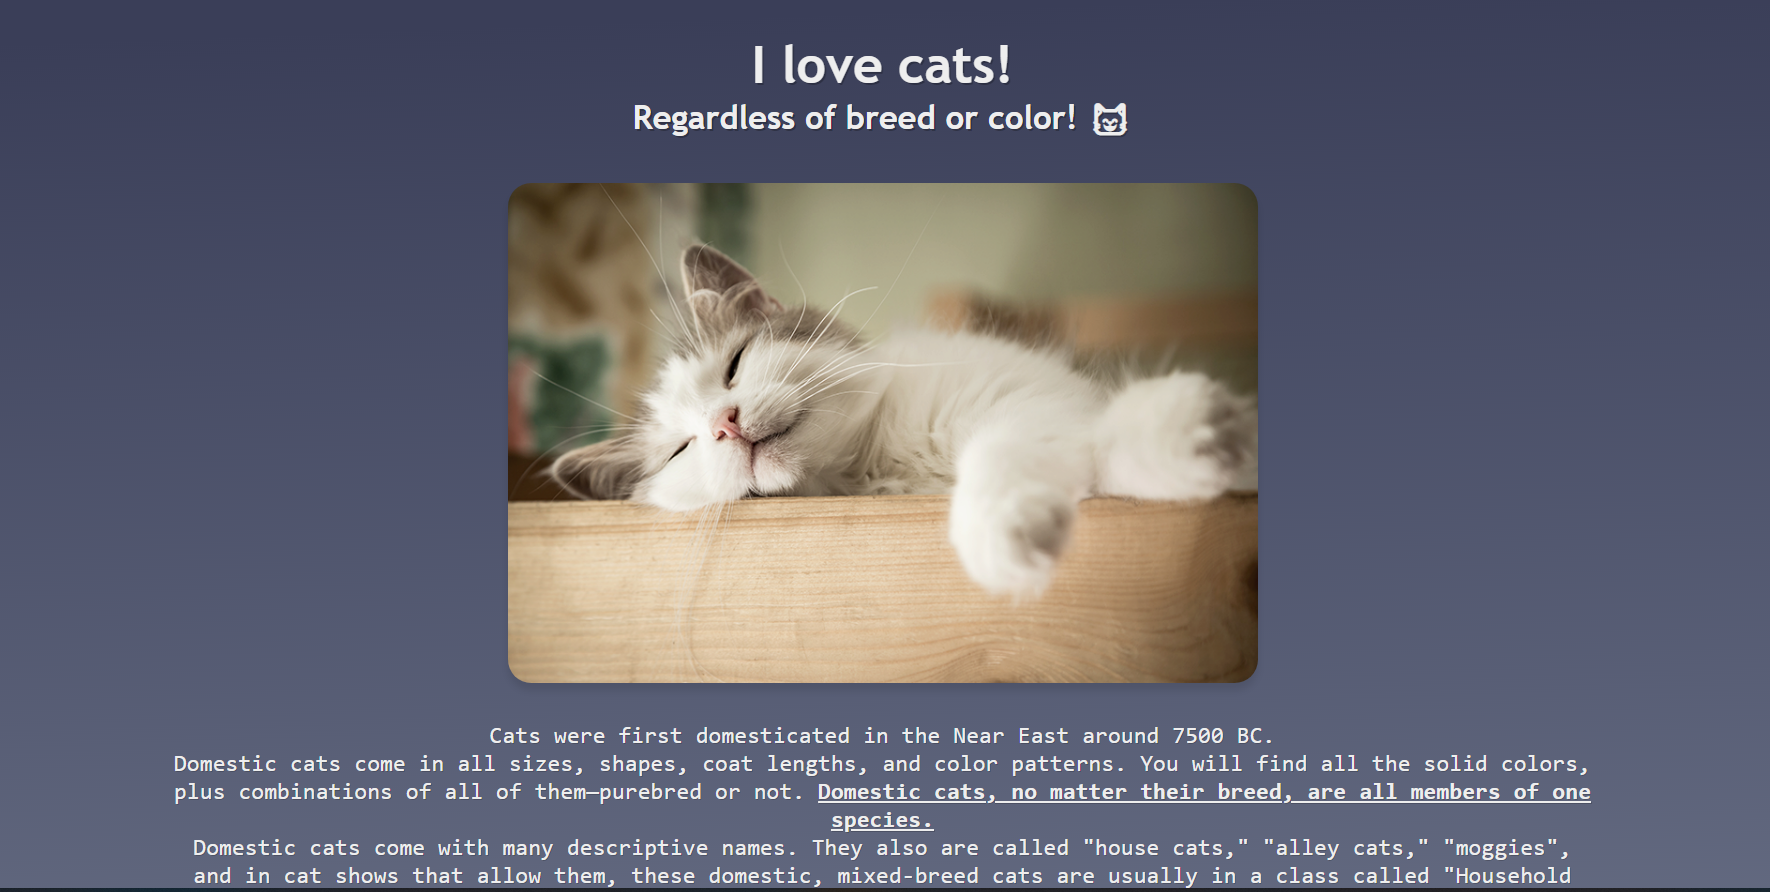 I love cats!
Regardless of breed or color!
Cats were first domesticated in the Near East around 7500 BC.
Domestic cats come in all sizes, shapes, coat lengths, and color patterns. You will find all the solid colors,
plus combinations of all of them—purebred or not. Domestic cats, no matter their breed, are all members of one
species.
Domestic cats come with many descriptive names. They also are called "house cats," "alley cats," "moggies",
and in cat shows that allow them, these domestic, mixed-breed cats are usually in a class called "Household